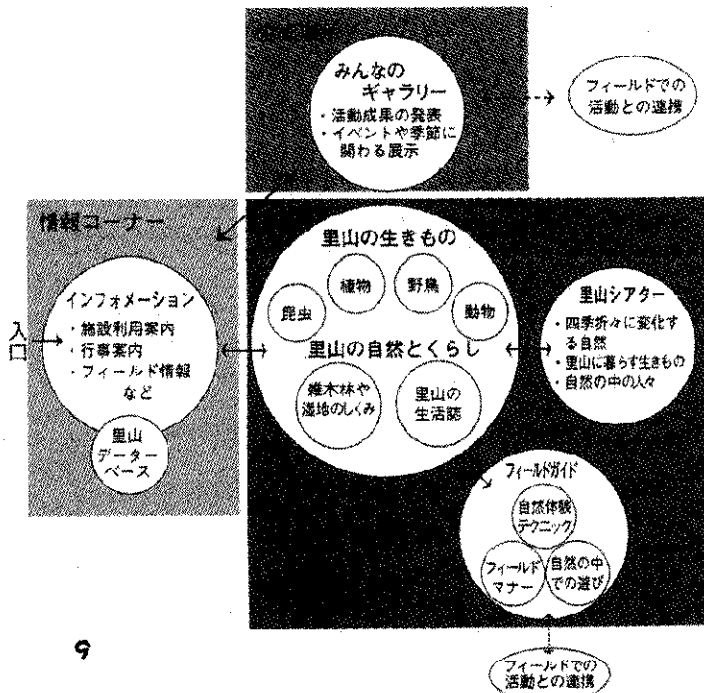 みんなの
ギャラリー
・活動成果の発表
・イベントや季節に
関わる展示
フィールドでの
活動との連携
情報コーナー
入口
インフォメーション
・施設利用案内
・行事案内
・フィールド情報
など
里山
データー
ベース
里山の生きもの
昆虫
植物
野鳥
動物
里山の自然とくらし
雑木林や
湿地のしくみ
里山の
生活誌
里山シアター
・四季折々に変化す
る自然
・里山に暮らす生きもの
・自然の中の人々
フィールドガイド
自然体験
テクニック
フィールド
マナー
自然の中
での遊び
フィールドでの
活動との連携
9